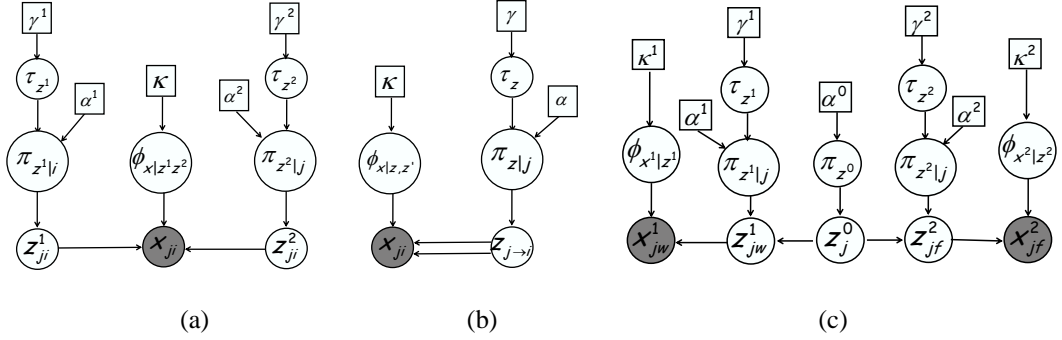 γ¹ γ² γ κ¹ γ¹ γ² κ²
τ_{z¹} κ τ_{z²} κ τ_z τ_{z¹} α⁰ τ_{z²}
α¹ α² α α¹ α²
π_{z¹|i} ϕ_{x|z¹z²} π_{z²|j} ϕ_{x|z,z'} π_{z|j} ϕ_{x¹|z¹} π_{z¹|j} π_{z⁰} π_{z²|j} ϕ_{x²|z²}
z¹_{ji} x_{ji} z²_{ji} x_{ji} z_{j→i} x¹_{jw} z¹_{jw} z⁰_j z²_{jf} x²_{jf}
(a) (b) (c)